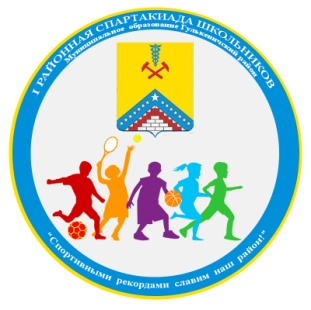 I РАЙОННАЯ СПАРТАКИАДА ШКОЛЬНИКОВ
Муниципальное образование Гулькевичский район
"Спортивными рекордами славим наш район!"